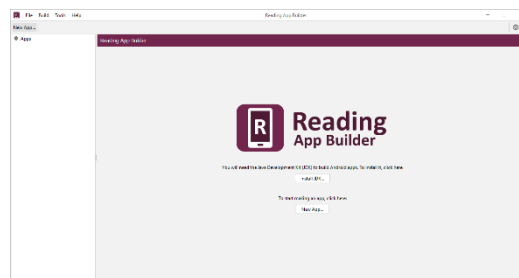 File Build Tools Help
Reading App Builder
New App...
Apps
Reading App Builder
R
Reading
App Builder
You will need the Java Development Kit (JDK) to build Android apps. To install it, click here:
Install JDK...
To start creating an app, click here:
New App...